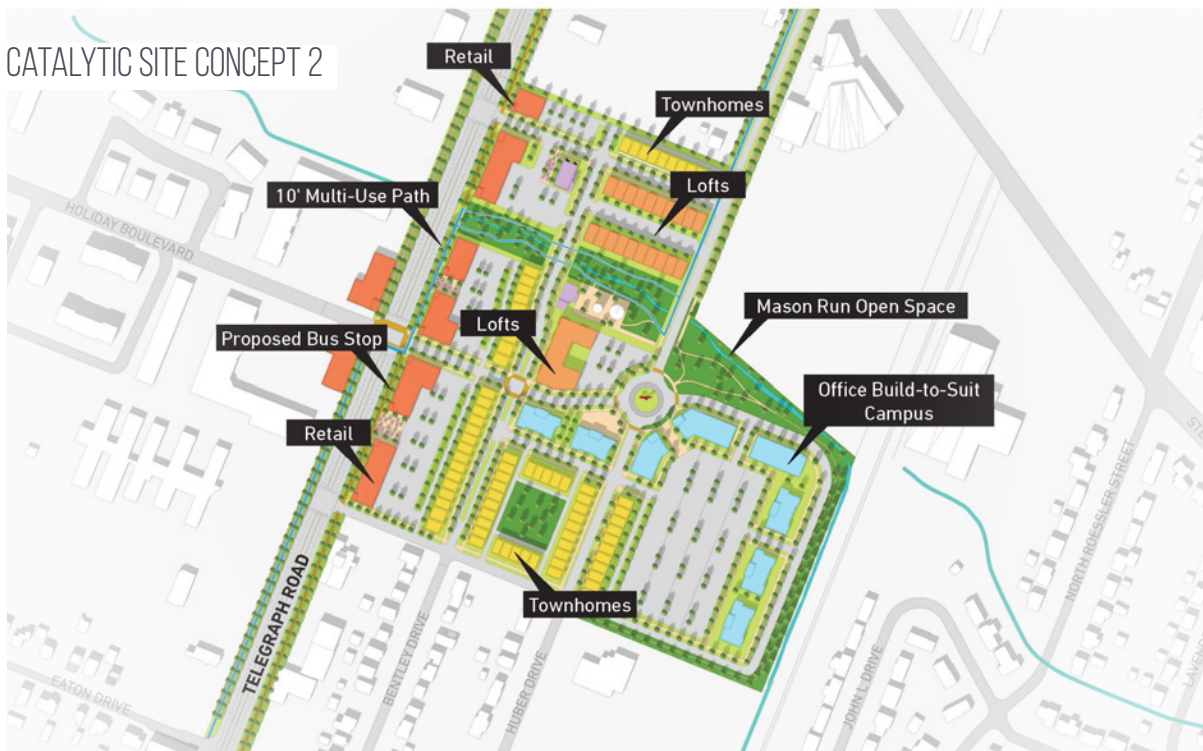 CATALYTIC SITE CONCEPT 2
Retail
Townhomes
Lofts
10' Multi-Use Path
HOLIDAY BOULEVARD
Mason Run Open Space
Lofts
Proposed Bus Stop
Office Build-to-Suit
Campus
Retail
NORTH ROESSLER STREET
TELEGRAPH ROAD
Townhomes
BENTLEY DRIVE
HUBER DRIVE
JOHN L DRIVE
EATON DRIVE